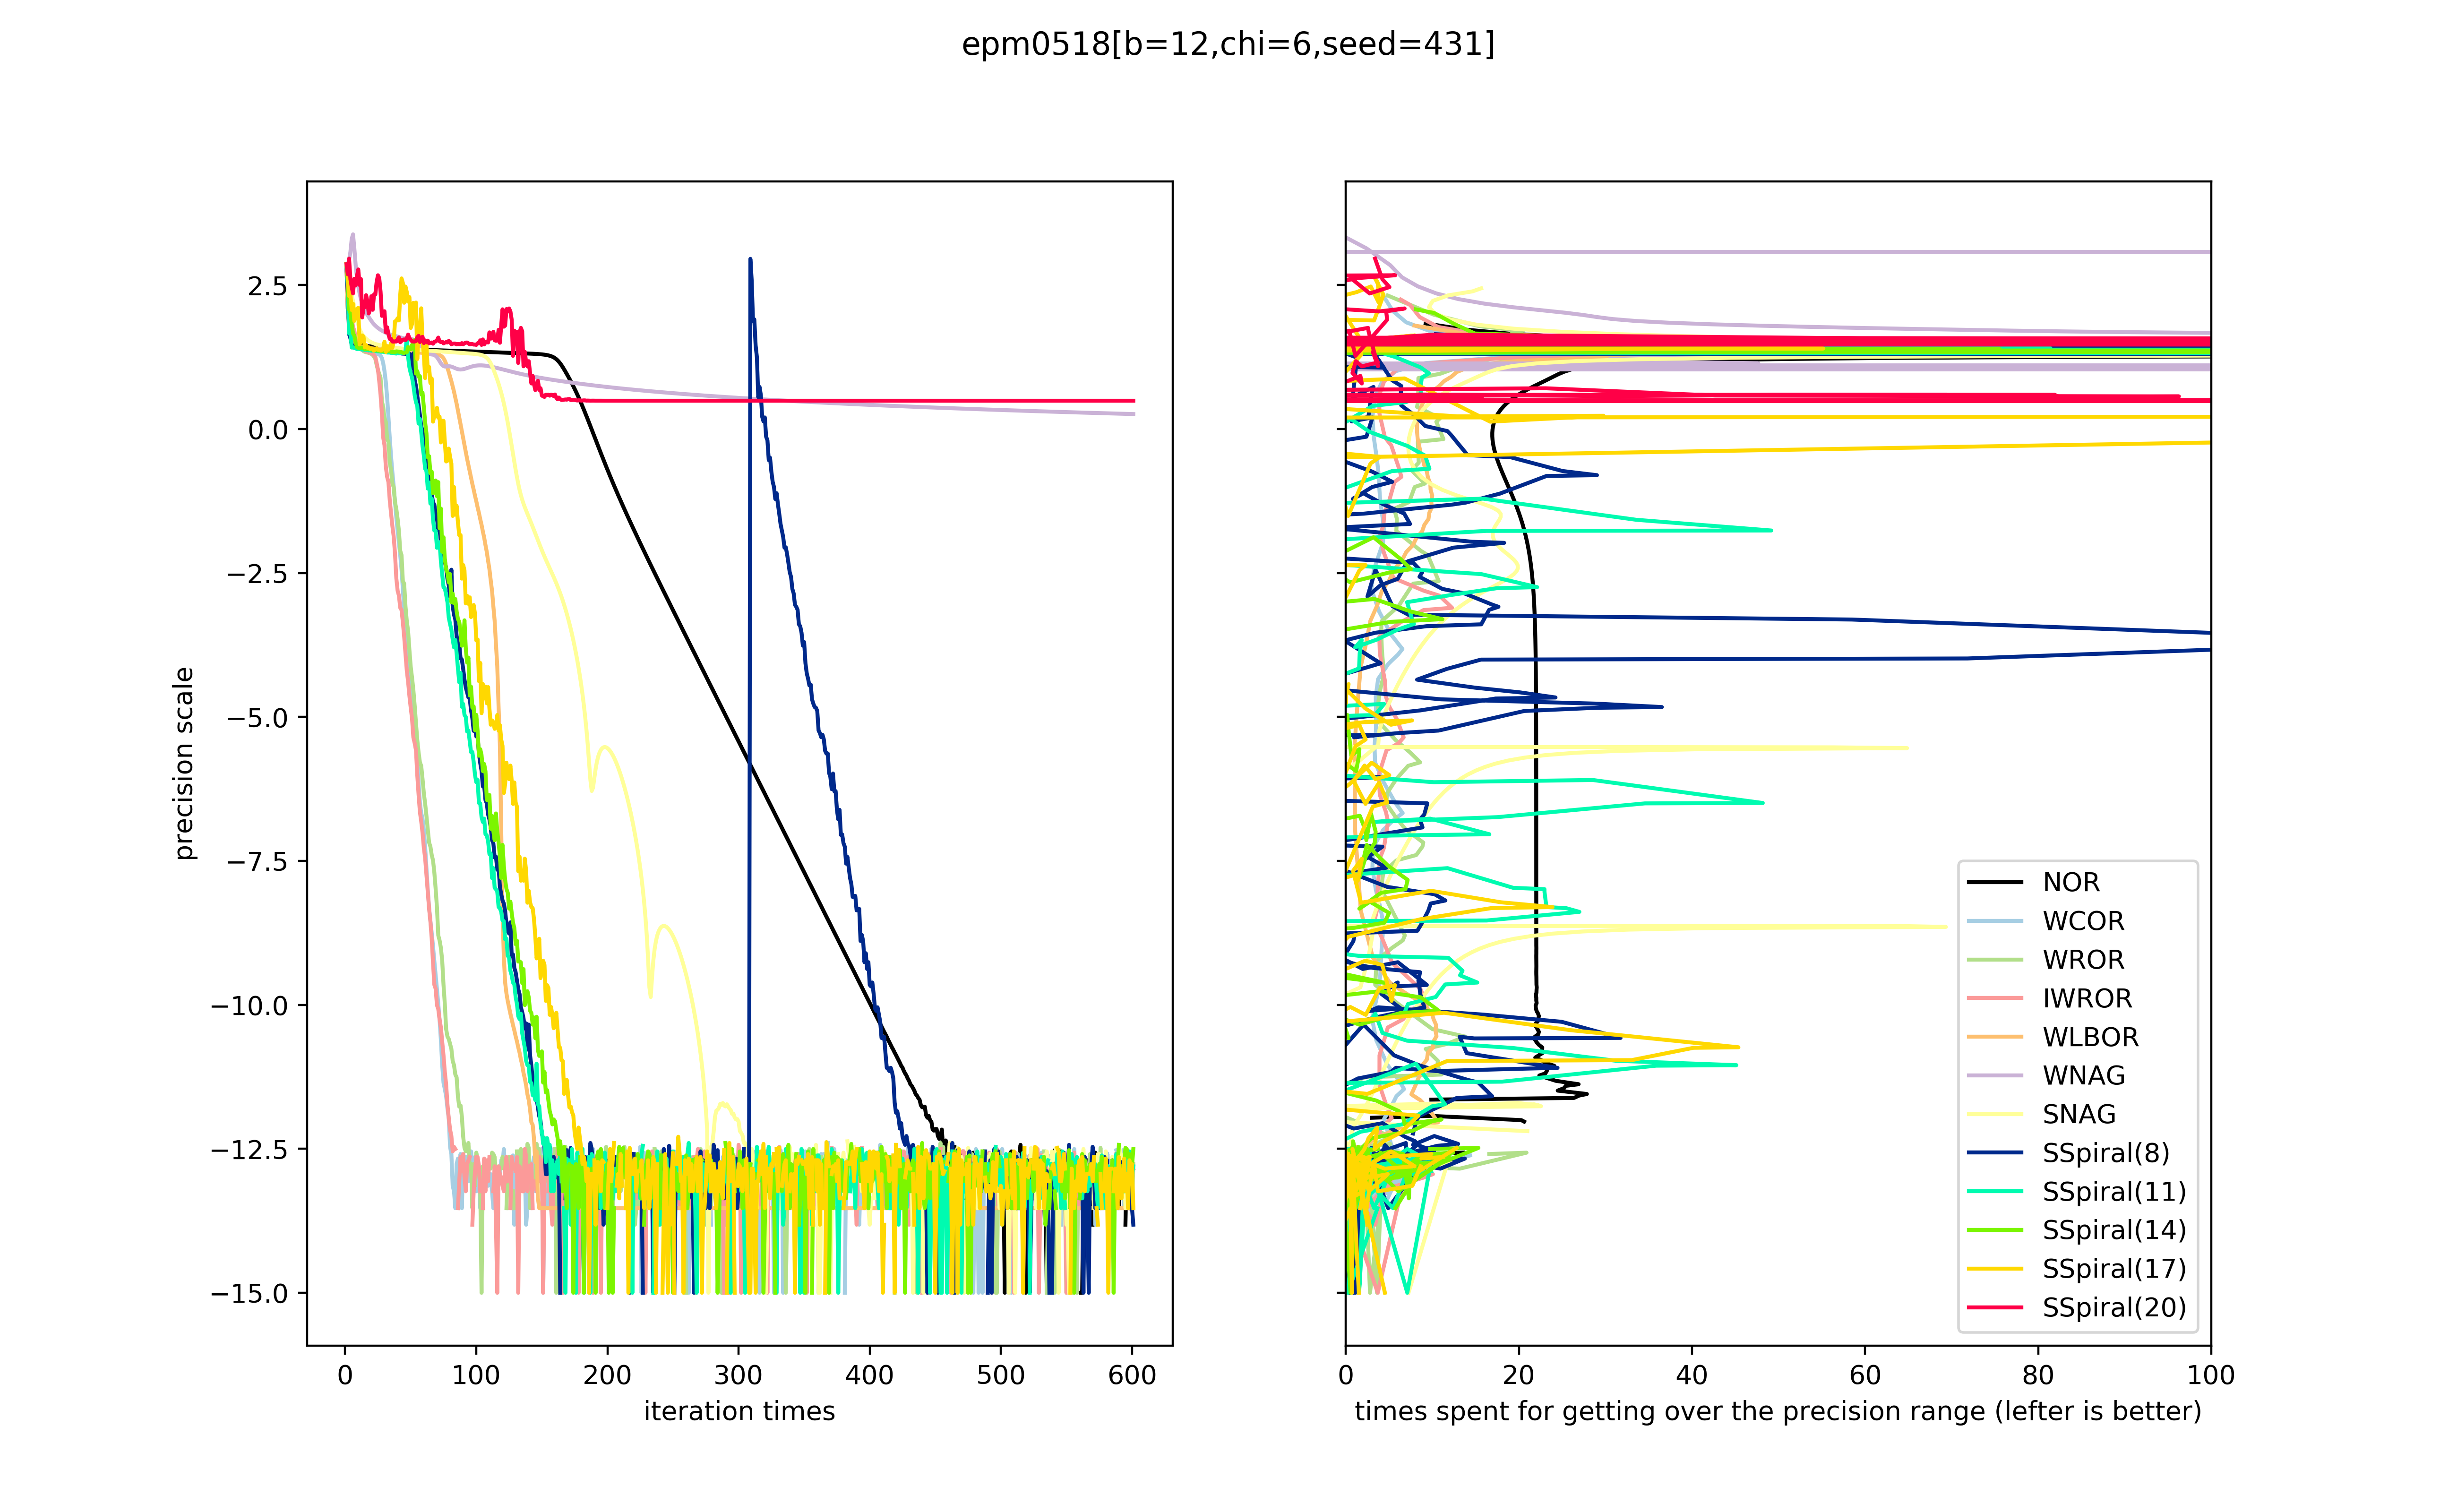 epm0518[b=12,chi=6,seed=431]
precision scale
2.5
0.0
−2.5
−5.0
−7.5
−10.0
−12.5
−15.0
0 100 200 300 400 500 600
iteration times
0 20 40 60 80 100
times spent for getting over the precision range (lefter is better)
NOR
WCOR
WROR
IWROR
WLBOR
WNAG
SNAG
SSpiral(8)
SSpiral(11)
SSpiral(14)
SSpiral(17)
SSpiral(20)